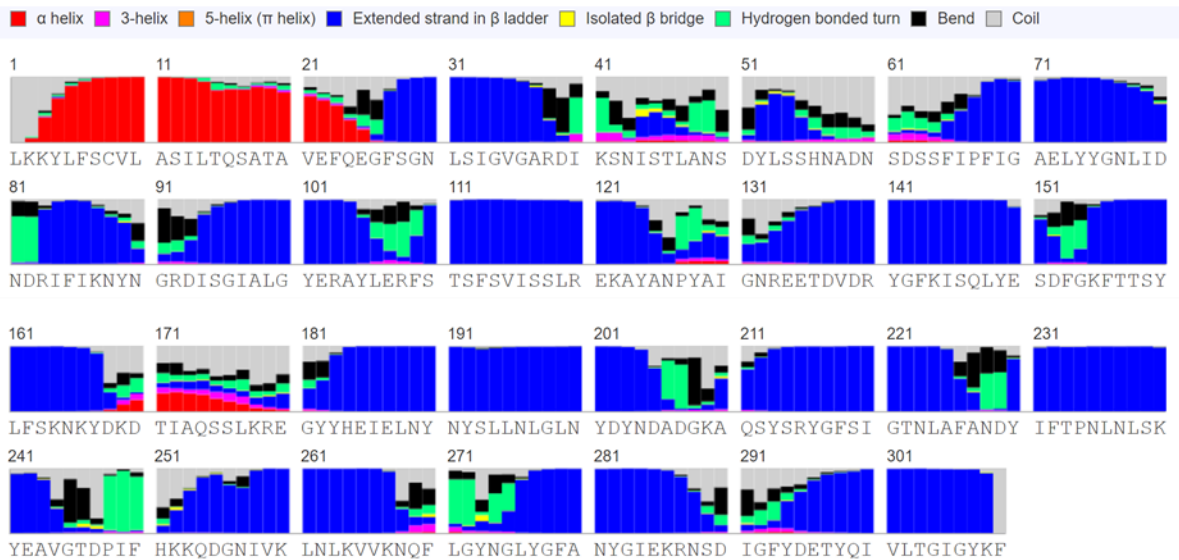 α helix 3-helix 5-helix (π helix) Extended strand in β ladder Isolated β bridge Hydrogen bonded turn Bend Coil
1 11 21 31 41 51 61 71
LKKYLFSCVL ASILTQSATA VEFQEGFSGN LSIGVGARDI KSNISTLANS DYLSSHNADN SDSSFIPFIG AELYYGNLID
81 91 101 111 121 131 141 151
NDRIFIKNYN GRDISGIALG YERAYLERFS TSFSVISSLR EKAYANPYAI GNREETDVDR YGFKISQLYE SDFGKFTTSY
161 171 181 191 201 211 221 231
LFSKNKYDKD TIAQSSLKRE GYYHEIELNY NYSLLNLGLN YDYNDADGKA QSYSRYGFSI GTNLAFANDY IFTPNLNLSK
241 251 261 271 281 291 301
YEAVGTDPIF HKKQDGNIVK LNLKVVKNQF LGYNGLYGFA NYGIEKRNSD IGFYDETYQI VLTGIGYKF